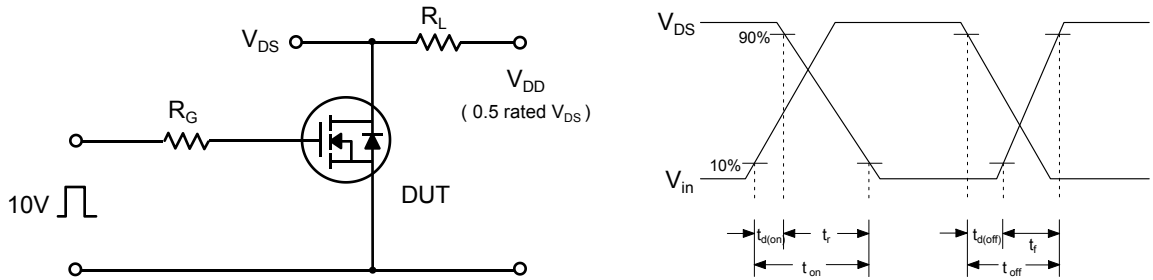 R_L
V_DS
V_DD
( 0.5 rated V_DS )
R_G
10V
DUT
V_DS
90%
10%
V_in
t_d(on)
t_r
t_on
t_d(off)
t_f
t_off